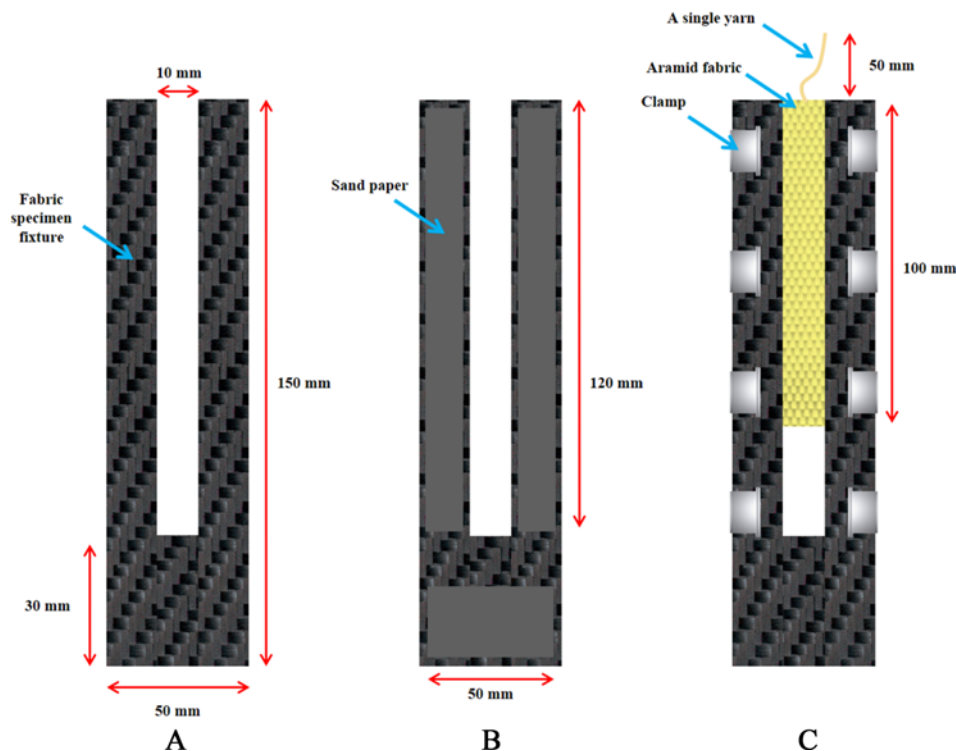 10 mm
Fabric
specimen
fixture
150 mm
30 mm
50 mm
A
Sand paper
120 mm
50 mm
B
A single yarn
Aramid fabric
Clamp
50 mm
100 mm
C